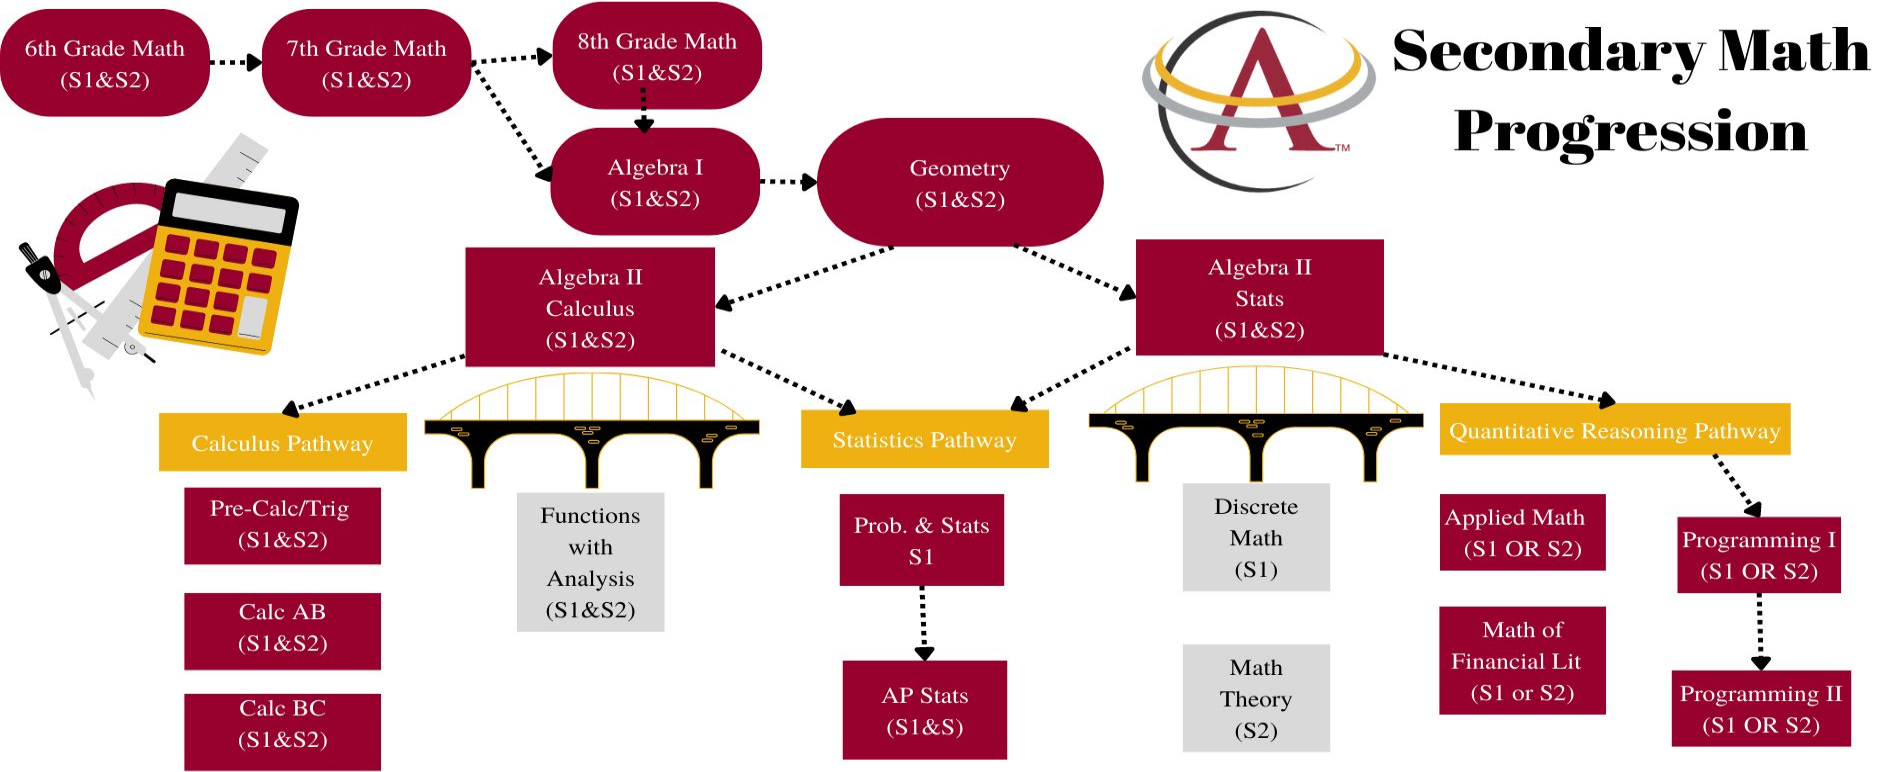 6th Grade Math
(S1&S2)
7th Grade Math
(S1&S2)
8th Grade Math
(S1&S2)
Secondary Math
Progression
A
TM
Algebra I
(S1&S2)
Geometry
(S1&S2)
Algebra II
Calculus
(S1&S2)
Algebra II
Stats
(S1&S2)
Calculus Pathway
Statistics Pathway
Quantitative Reasoning Pathway
Pre-Calc/Trig
(S1&S2)
Calc AB
(S1&S2)
Calc BC
(S1&S2)
Functions
with
Analysis
(S1&S2)
Prob. & Stats
S1
AP Stats
(S1&S)
Discrete
Math
(S1)
Math
Theory
(S2)
Applied Math
(S1 OR S2)
Math of
Financial Lit
(S1 or S2)
Programming I
(S1 OR S2)
Programming II
(S1 OR S2)